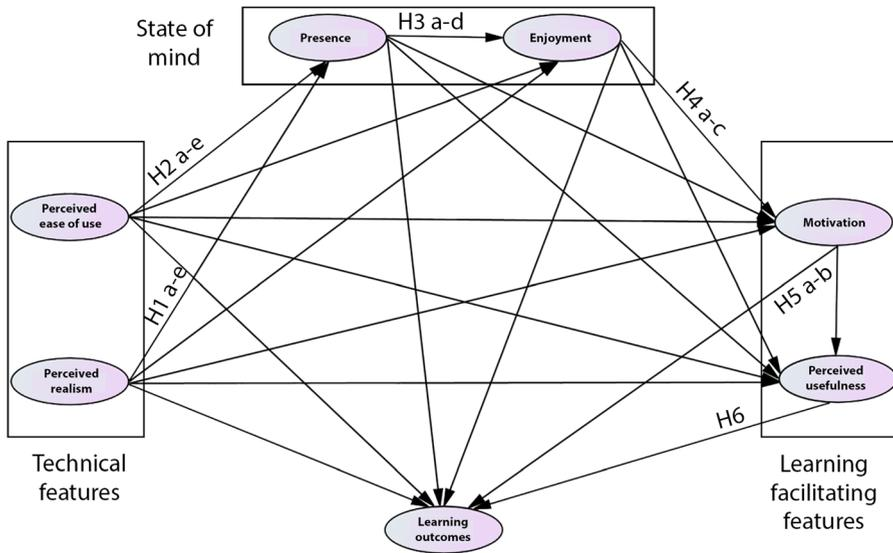 State of
mind
Presence
H3 a-d
Enjoyment
H4 a-c
H2 a-e
Perceived
ease of use
Motivation
H1 a-e
H5 a-b
Perceived
realism
Perceived
usefulness
H6
Technical
features
Learning
facilitating
features
Learning
outcomes